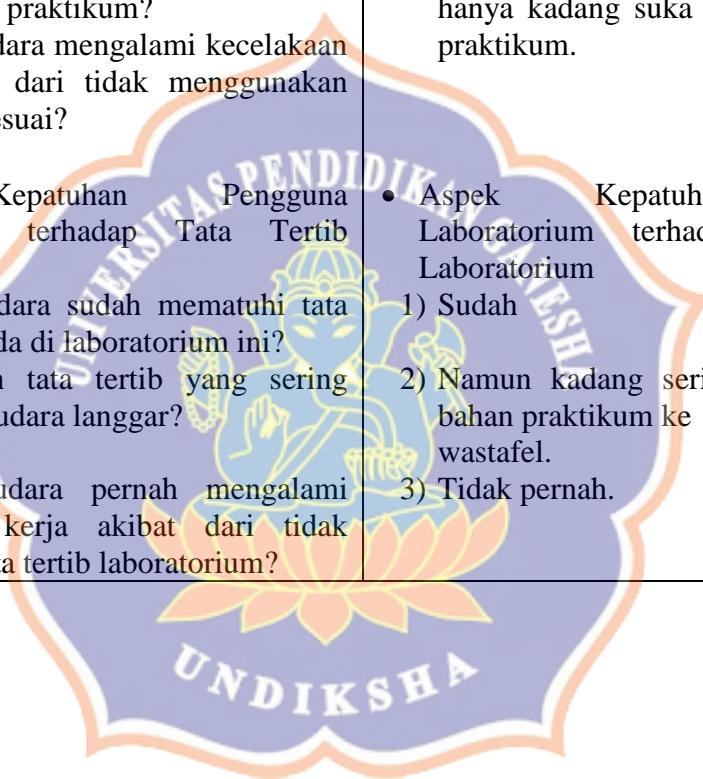 praktikum?
dara mengalami kecelakaan
dari tidak menggunakan
esuai?
Kepatuhan Pengguna
terhadap Tata Tertib
dara sudah mematuhi tata
da di laboratorium ini?
tata tertib yang sering
udara langgar?
udara pernah mengalami
kerja akibat dari tidak
ta tertib laboratorium?
hanya kadang suka
praktikum.
• Aspek Kepatuh
Laboratorium terhad
Laboratorium
1) Sudah
2) Namun kadang seri
bahan praktikum ke
wastafel.
3) Tidak pernah.
UNIVERSITAS PENDIDIKAN GANESHA
UNDIKSHA